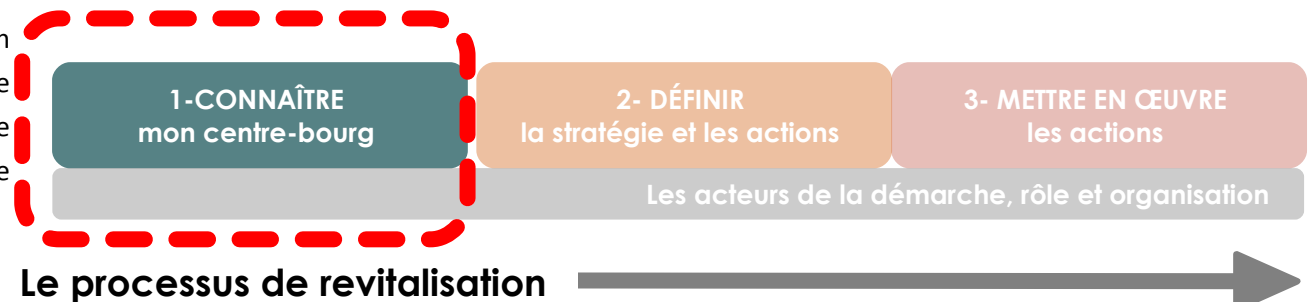 1-CONNAÎTRE
mon centre-bourg
2- DÉFINIR
la stratégie et les actions
3- METTRE EN ŒUVRE
les actions
Les acteurs de la démarche, rôle et organisation
Le processus de revitalisation